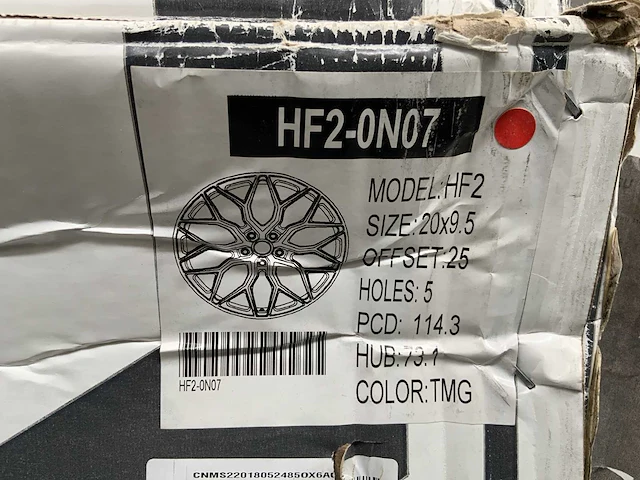 HF2-0N07
MODEL:HF2
SIZE: 20x9.5
OFFSET:25
HOLES: 5
PCD: 114.3
HUB:73.1
COLOR:TMG
HF2-0N07